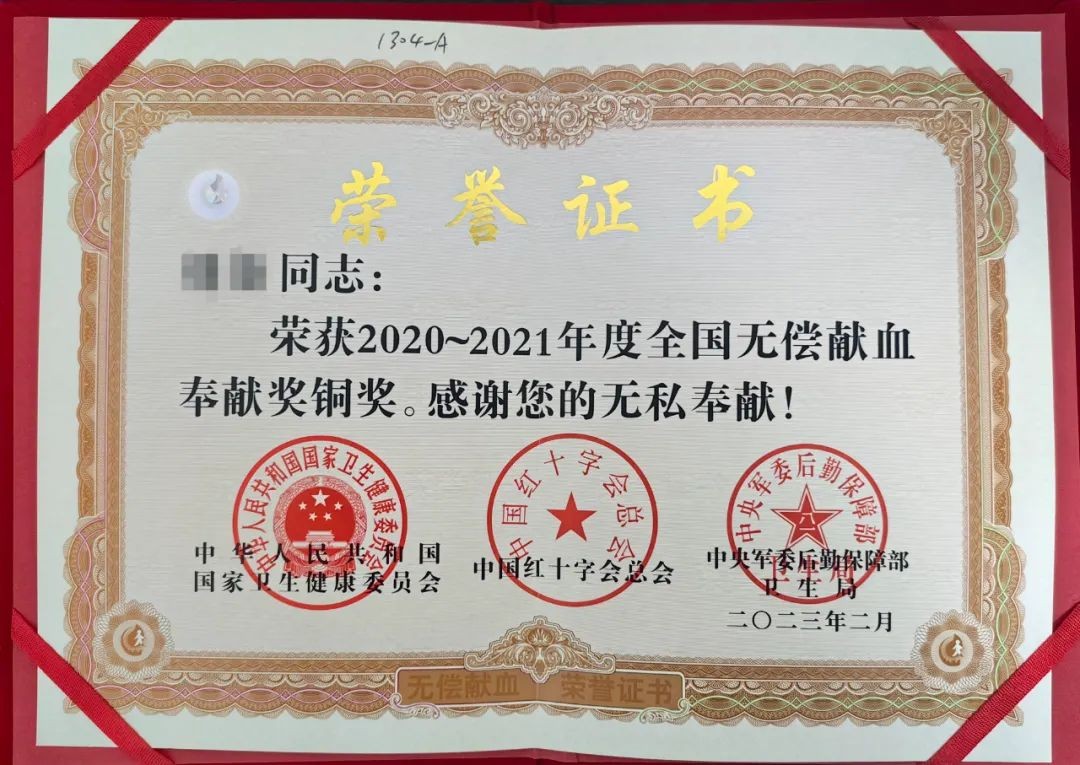 1304-A
荣誉证书
同志：
荣获2020~2021年度全国无偿献血
奉献奖铜奖。感谢您的无私奉献！
中华人民共和国国家卫生健康委员会
中国红十字会总会
中央军委后勤保障部
卫生局
八一
中华人民共和国
国家卫生健康委员会
中国红十字会总会
中央军委后勤保障部
卫生局
二〇二三年二月
无偿献血 荣誉证书